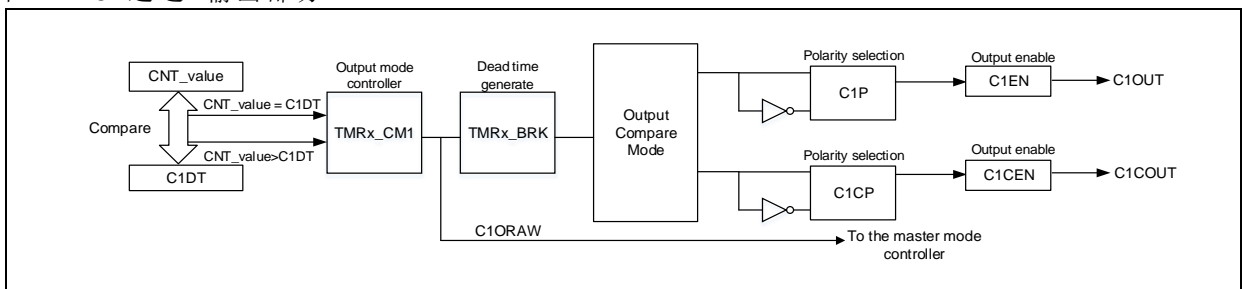 CNT_value
Compare
C1DT
CNT_value = C1DT
CNT_value>C1DT
Output mode
controller
TMRx_CM1
Dead time
generate
TMRx_BRK
C1ORAW
Output
Compare
Mode
Polarity selection
C1P
Output enable
C1EN
C1OUT
Polarity selection
C1CP
Output enable
C1CEN
C1COUT
To the master mode
controller